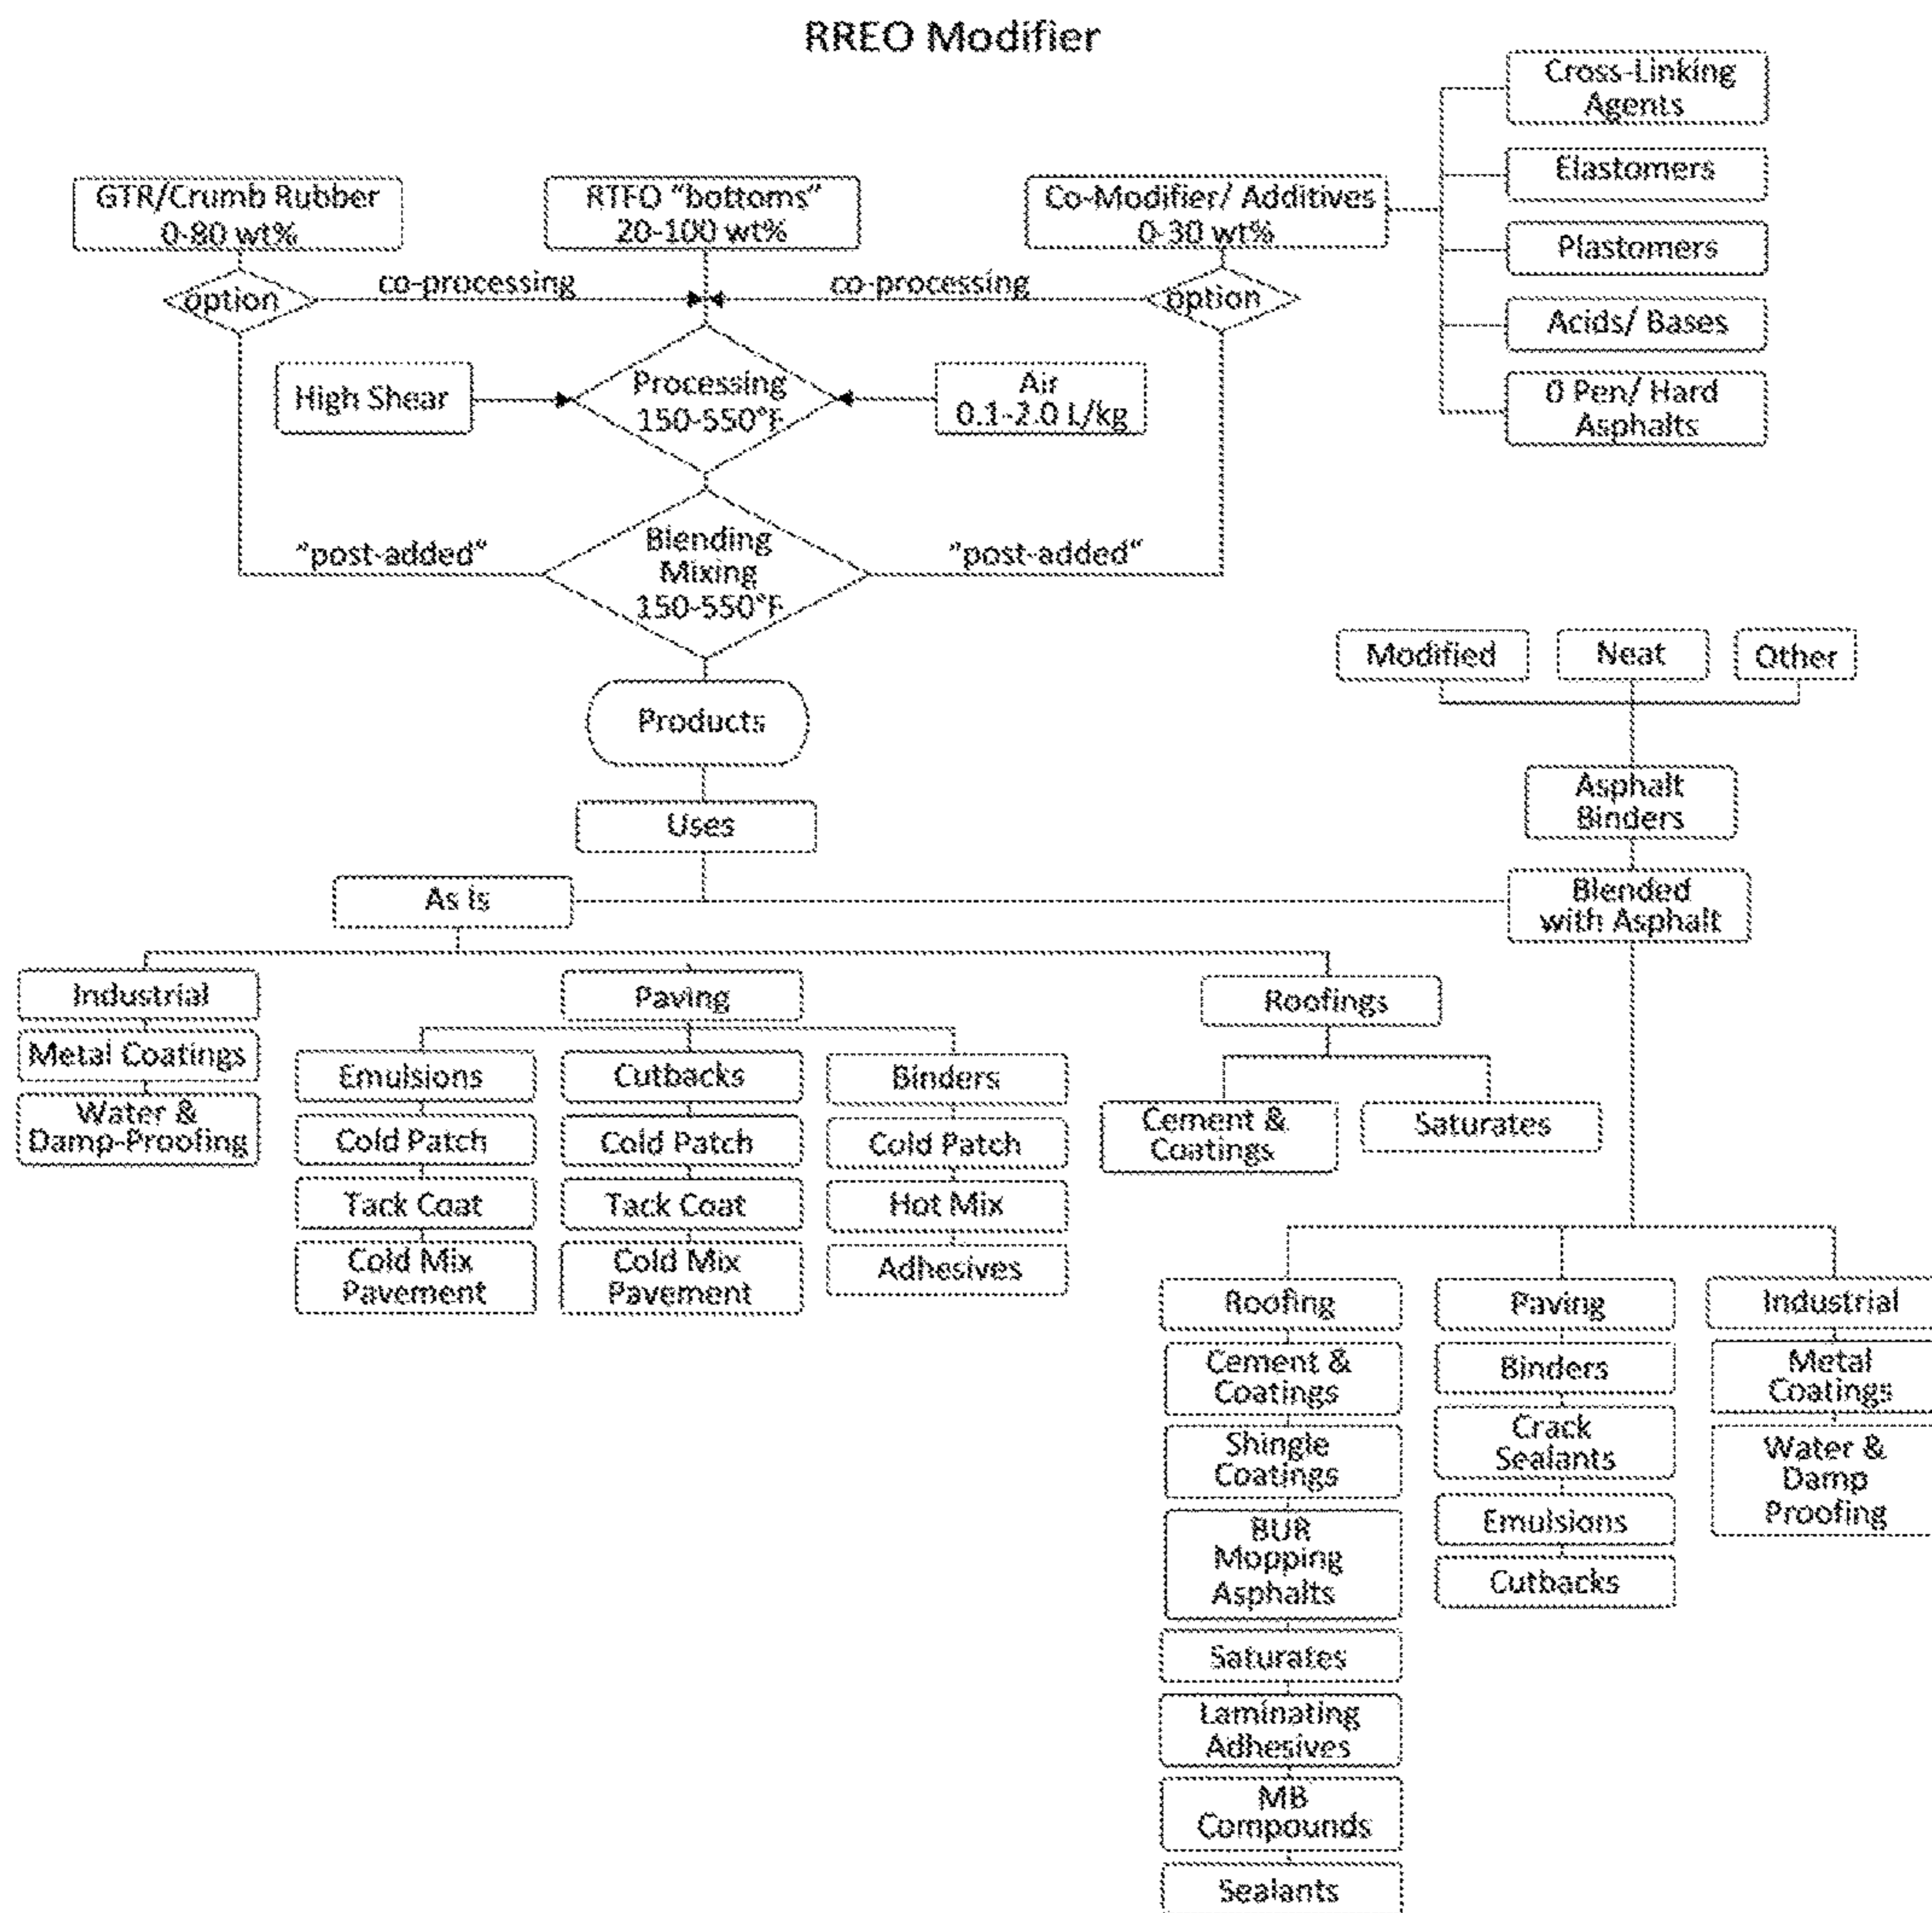 RREO Modifier
Cross-Linking
Agents
Elastomers
Plastomers
Acids/ Bases
0 Pen/ Hard
Asphalts
GTR/Crumb Rubber
0-80 wt%
RTFO "bottoms"
20-100 wt%
Co-Modifier/ Additives
0-30 wt%
option
co-processing
co-processing
option
High Shear
Processing
150-550°F
Air
0.1-2.0 L/kg
"post-added"
Blending
Mixing
150-550°F
"post-added"
Products
Uses
Modified
Neat
Other
Asphalt
Binders
As Is
Blended
with Asphalt
Industrial
Metal Coatings
Water &
Damp-Proofing
Paving
Emulsions
Cold Patch
Tack Coat
Cold Mix
Pavement
Cutbacks
Cold Patch
Tack Coat
Cold Mix
Pavement
Binders
Cold Patch
Hot Mix
Adhesives
Roofings
Cement &
Coatings
Saturates
Roofing
Cement &
Coatings
Shingle
Coatings
BUR
Mopping
Asphalts
Saturates
Laminating
Adhesives
MB
Compounds
Sealants
Paving
Binders
Crack
Sealants
Emulsions
Cutbacks
Industrial
Metal
Coatings
Water &
Damp
Proofing